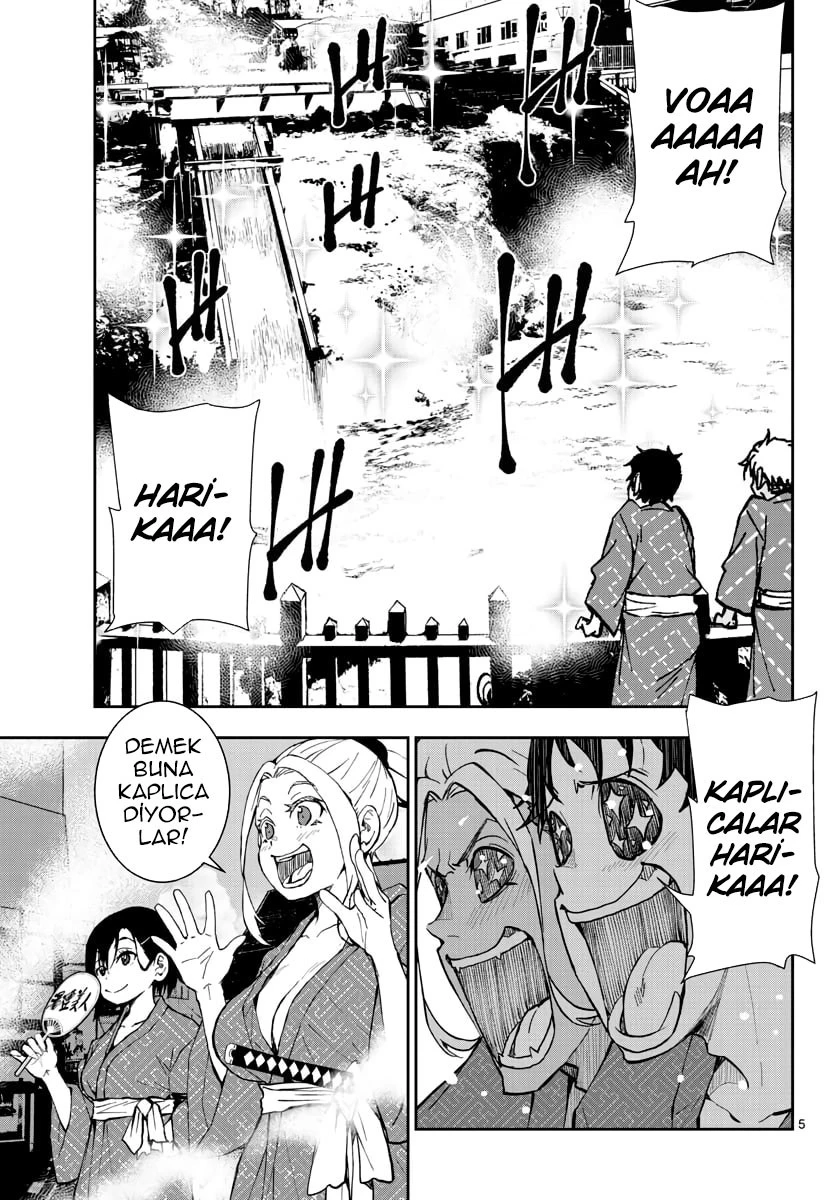 VOAA
AAAAA
AH!
HARİ-
KAAA!
KAPLI-
CALAR
HARİ-
KAAA!
DEMEK
BUNA
KAPLICA
DİYOR-
LAR!
5